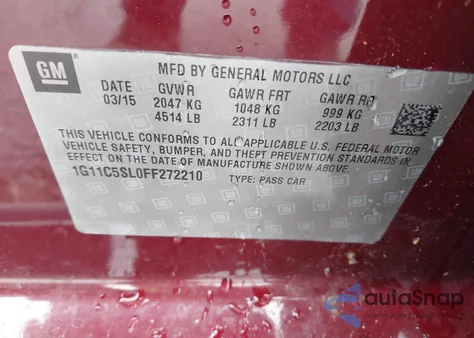 GM
MFD BY GENERAL MOTORS LLC
DATE GVWR GAWR FRT GAWR RR
03/15 2047 KG 1048 KG 999 KG
4514 LB 2311 LB 2203 LB
THIS VEHICLE CONFORMS TO ALL APPLICABLE U.S. FEDERAL MOTOR
VEHICLE SAFETY, BUMPER, AND THEFT PREVENTION STANDARDS IN
EFFECT ON THE DATE OF MANUFACTURE SHOWN ABOVE.
1G11C5SL0FF272210 TYPE: PASS CAR
autoSnap